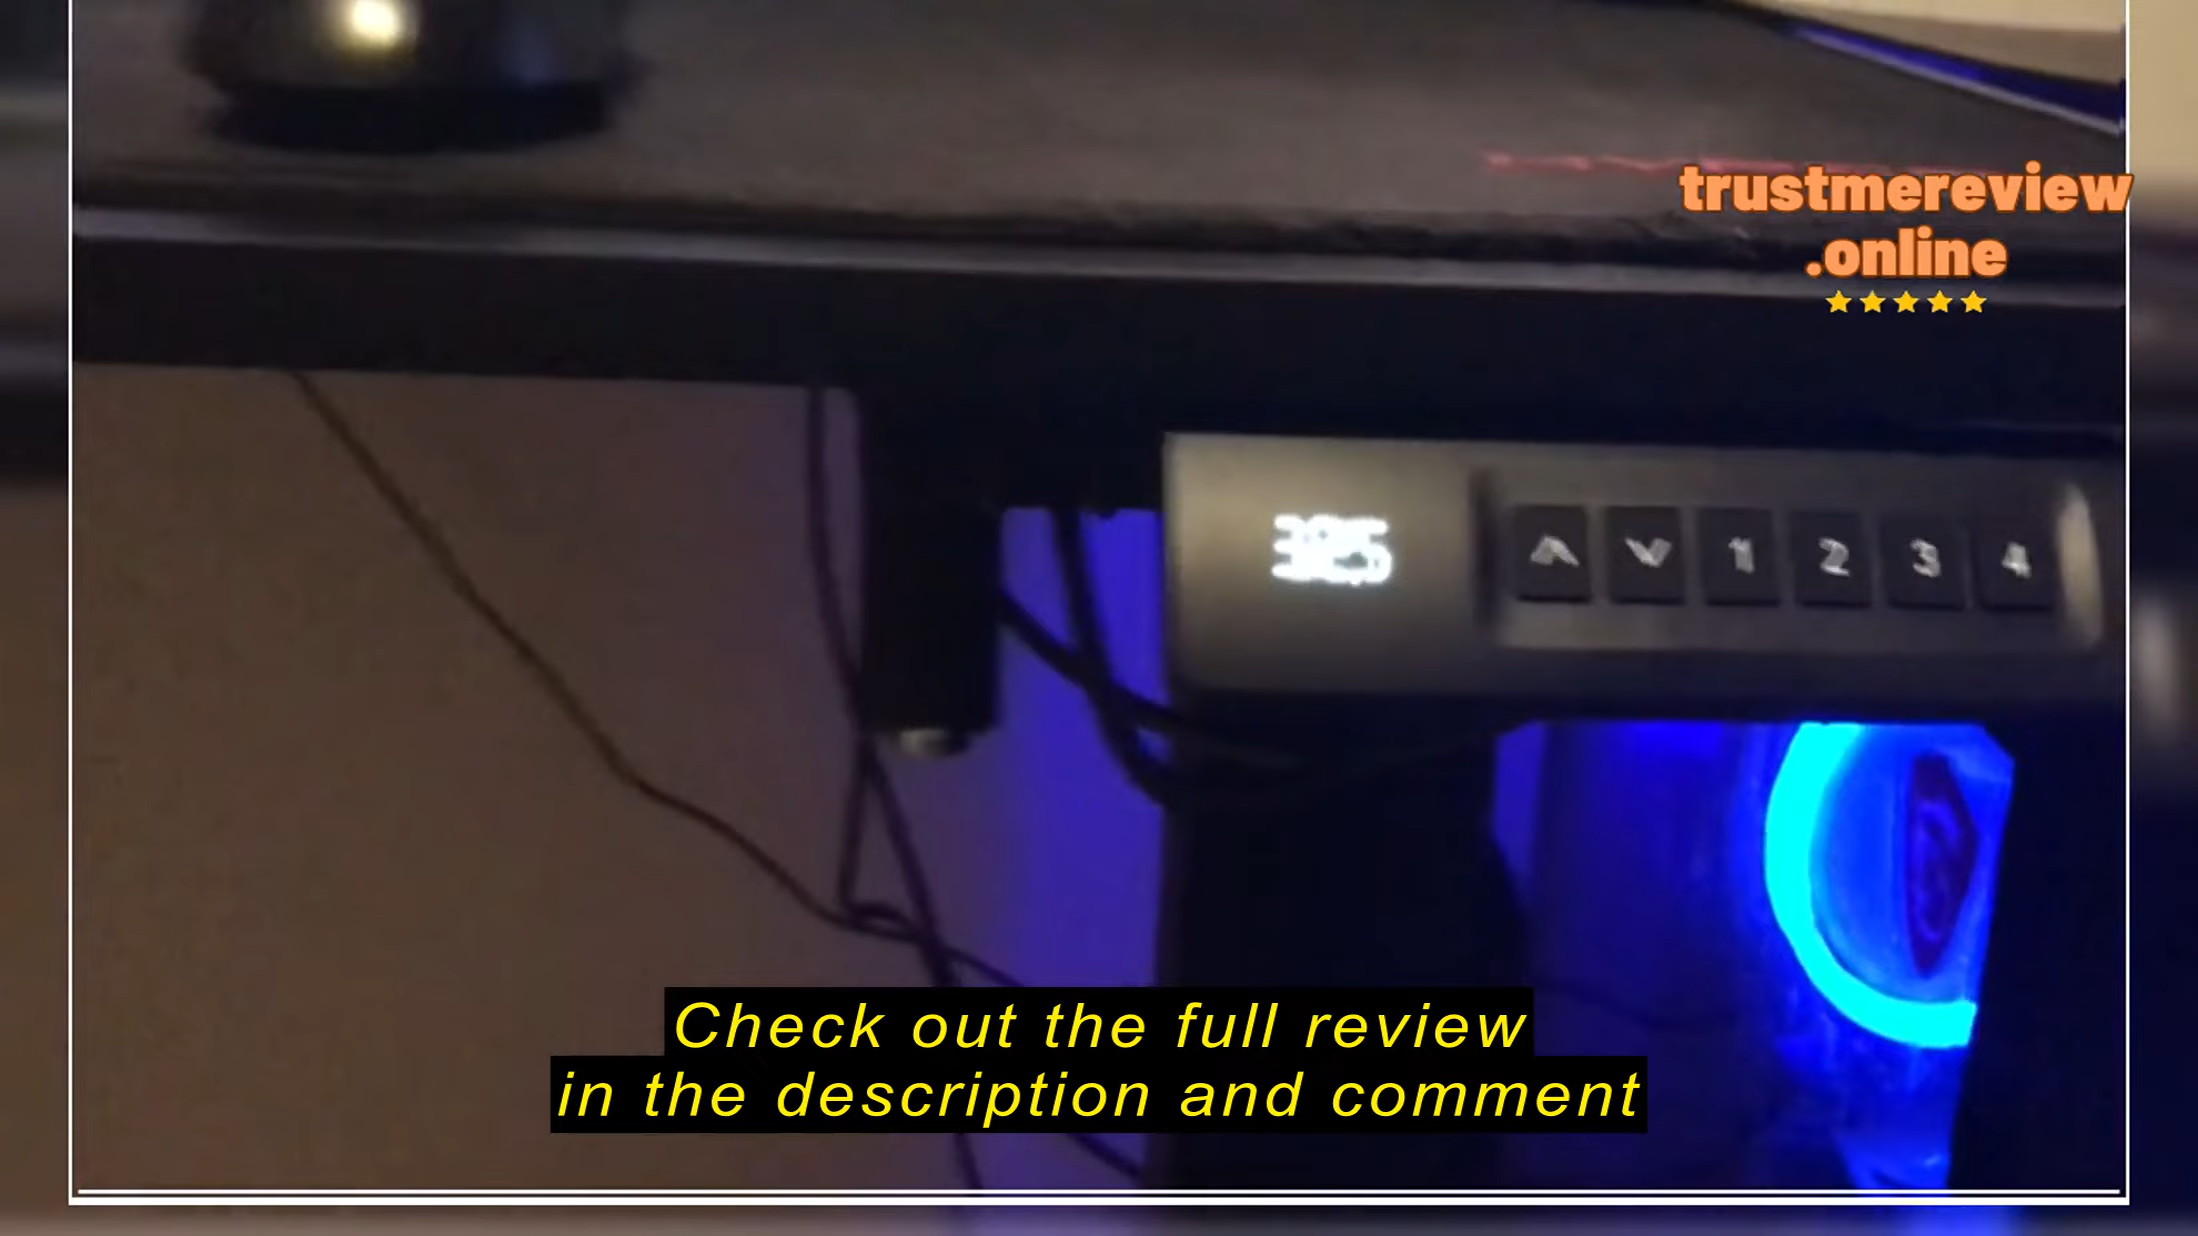 trustmereview
.online
1 2 3 4
Check out the full review
in the description and comment